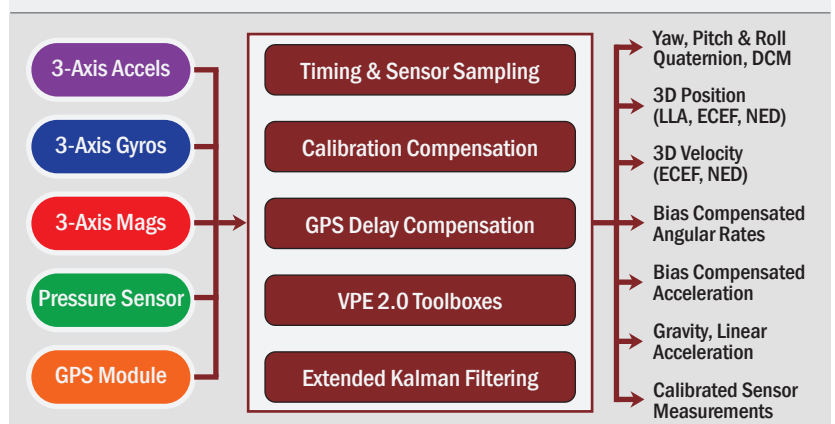 3-Axis Accels
3-Axis Gyros
3-Axis Mags
Pressure Sensor
GPS Module
Timing & Sensor Sampling
Calibration Compensation
GPS Delay Compensation
VPE 2.0 Toolboxes
Extended Kalman Filtering
Yaw, Pitch & Roll
Quaternion, DCM
3D Position
(LLA, ECEF, NED)
3D Velocity
(ECEF, NED)
Bias Compensated
Angular Rates
Bias Compensated
Acceleration
Gravity, Linear
Acceleration
Calibrated Sensor
Measurements